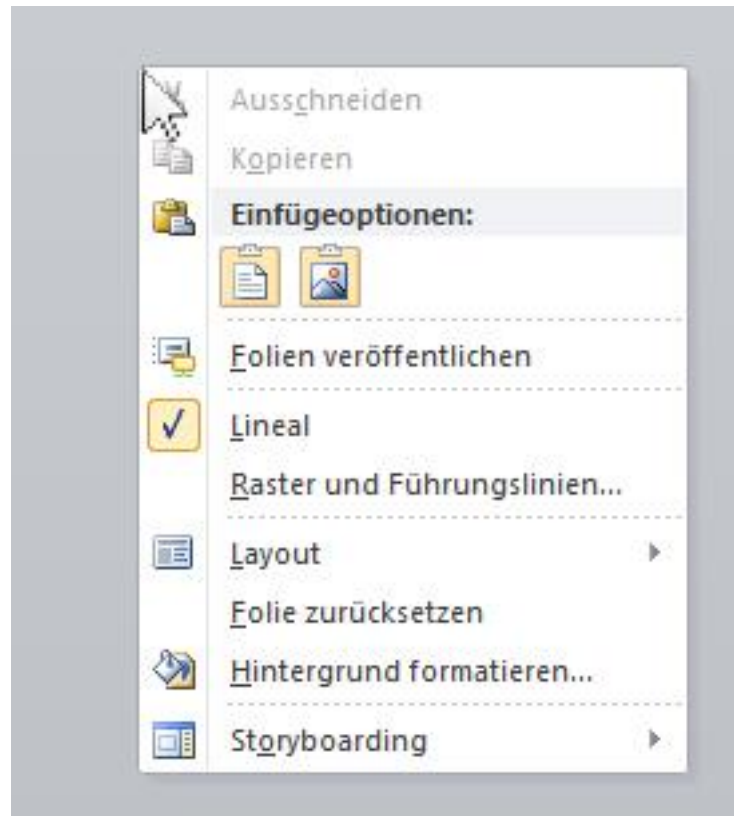 Ausschneiden
Kopieren
Einfügeoptionen:
Folien veröffentlichen
Lineal
Raster und Führungslinien...
Layout
Folie zurücksetzen
Hintergrund formatieren...
Storyboarding